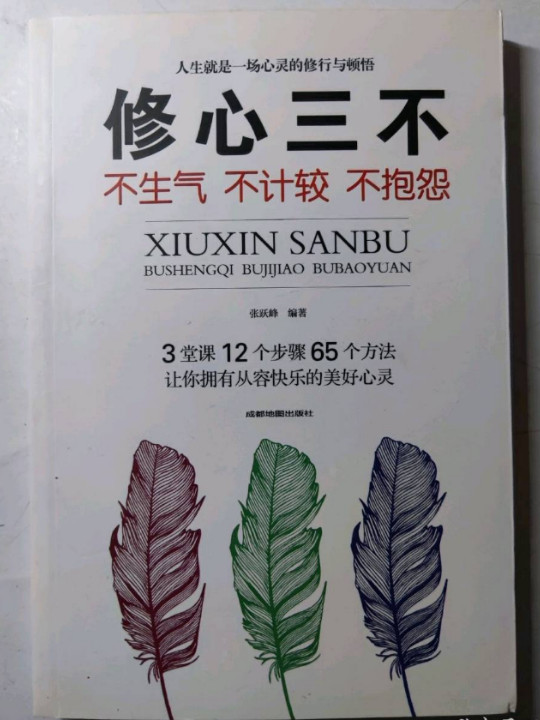 人生就是一场心灵的修行与顿悟
修心三不
不生气 不计较 不抱怨
XIUXIN SANBU
BUSHENGQI BUJIJIAO BUBAOYUAN
张跃峰 编著
3堂课 12个步骤 65个方法
让你拥有从容快乐的美好心灵
成都地图出版社